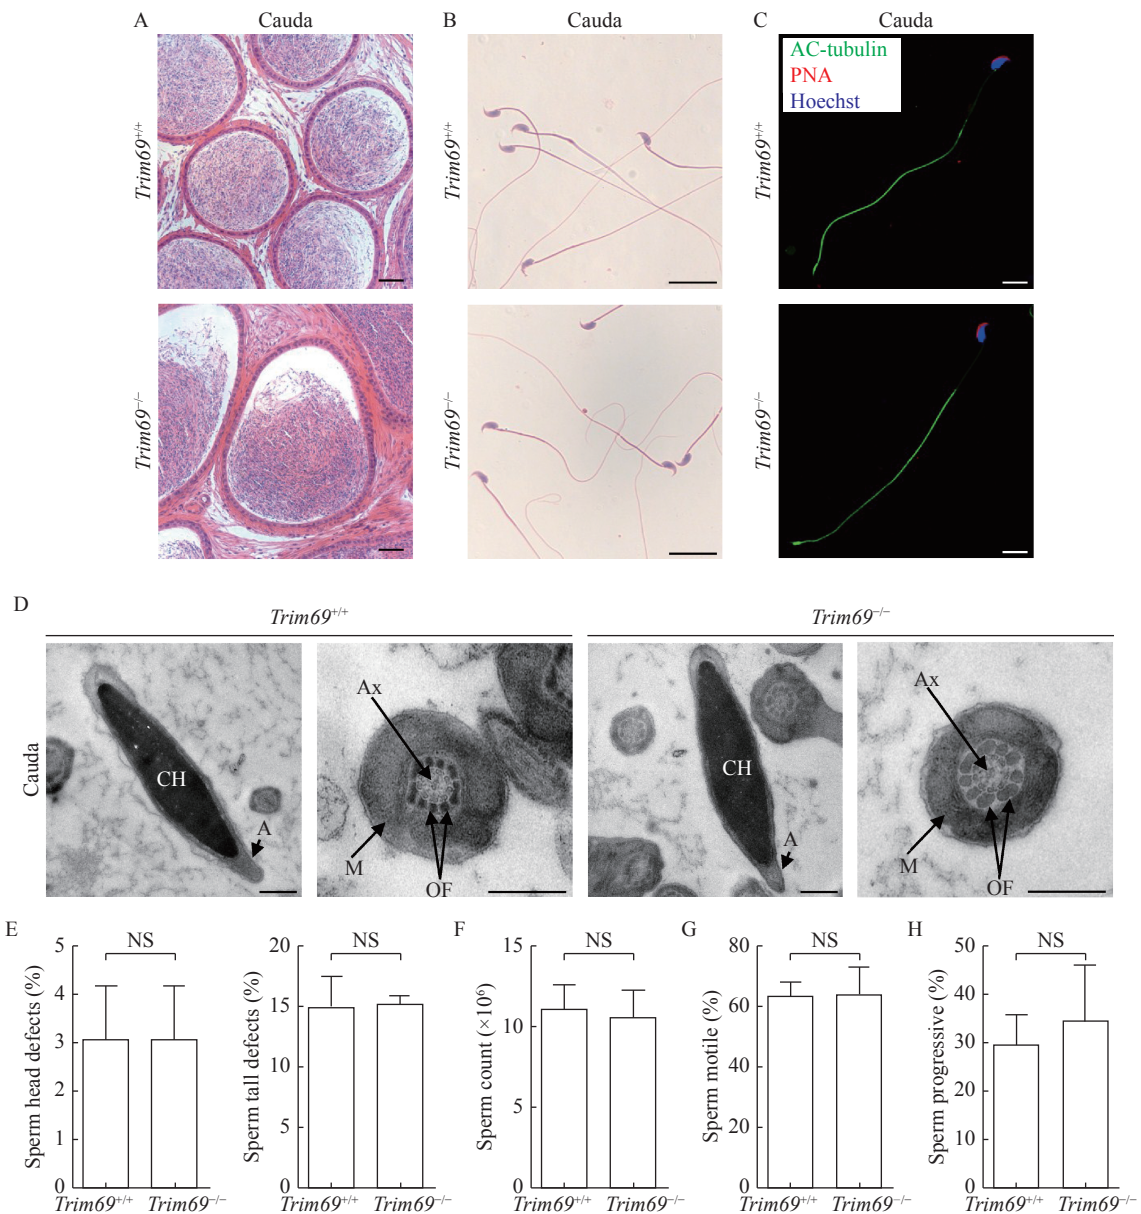 A Cauda
B Cauda
C Cauda
Trim69+/+
Trim69+/+
Trim69+/+
AC-tubulin
PNA
Hoechst
Trim69−/−
Trim69−/−
Trim69−/−
D
Trim69+/+
Trim69−/−
Cauda
CH
A
Ax
M
OF
CH
A
Ax
M
OF
E
Sperm head defects (%)
5
4
3
2
1
0
NS
Trim69+/+ Trim69−/−
Sperm tall defects (%)
20
15
10
5
0
NS
Trim69+/+ Trim69−/−
F
Sperm count (×10⁶)
15
10
5
0
NS
Trim69+/+ Trim69−/−
G
Sperm motile (%)
80
60
40
20
0
NS
Trim69+/+ Trim69−/−
H
Sperm progressive (%)
50
40
30
20
10
0
NS
Trim69+/+ Trim69−/−